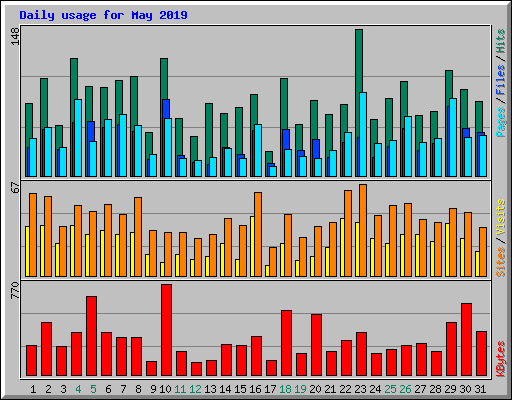 Daily usage for May 2019
148
Pages / Files / Hits
67
Sites / Visits
770
KBytes
1 2 3 4 5 6 7 8 9 10 11 12 13 14 15 16 17 18 19 20 21 22 23 24 25 26 27 28 29 30 31